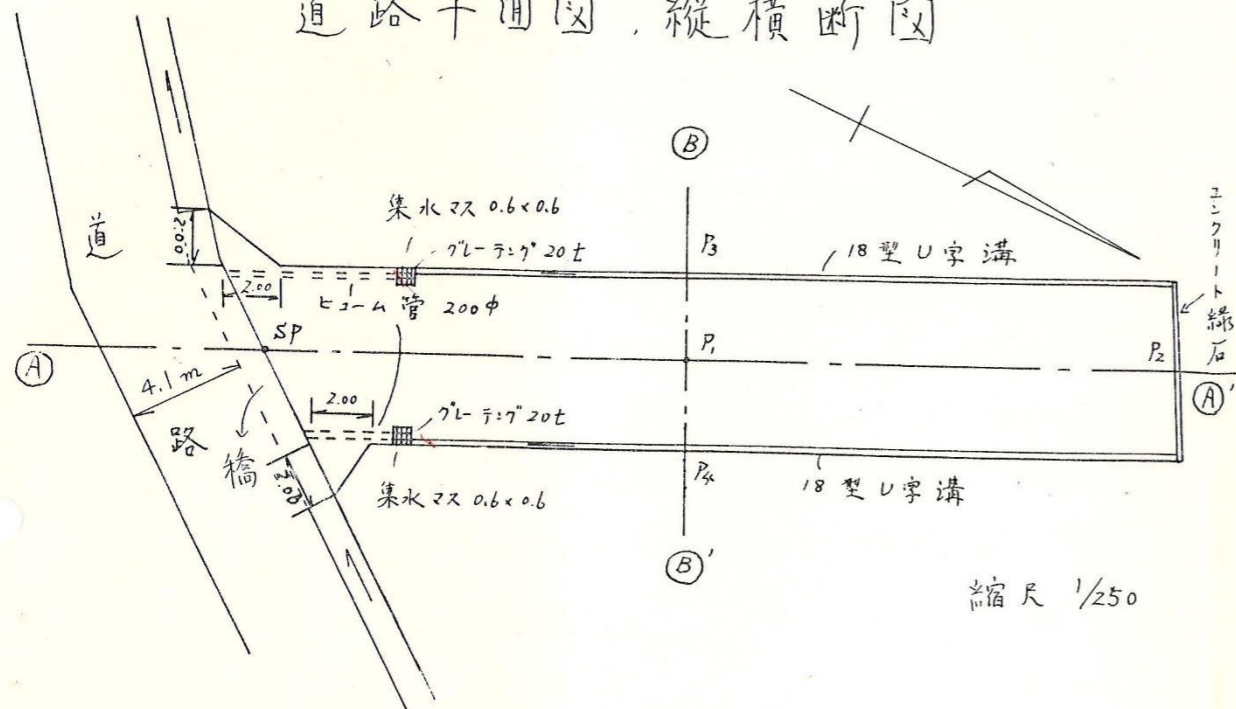 道路平面図,縦横断図
Ⓑ
集水マス 0.6×0.6
グレーチング 20t
P3
18型U字溝
コンクリート縁石
道
2.00
2.00
ヒューム管 200φ
SP
P1
P2
Ⓐ
Ⓐ'
4.1m
2.00
グレーチング 20t
路
橋
2.00
集水マス 0.6×0.6
P4
18型U字溝
Ⓑ'
縮尺 1/250